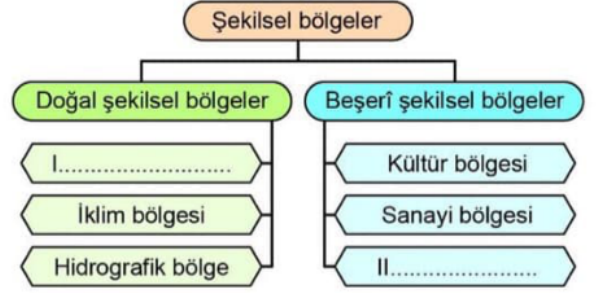 Şekilsel bölgeler
Doğal şekilsel bölgeler
Beşerî şekilsel bölgeler
I..........................
Kültür bölgesi
İklim bölgesi
Sanayi bölgesi
Hidrografik bölge
II......................